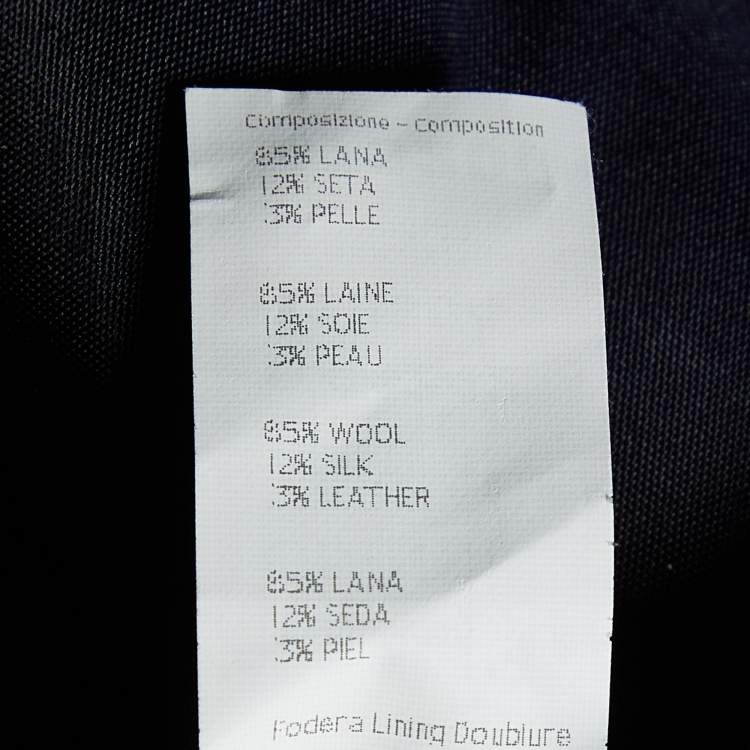 Composizione - Composition
85% LANA
12% SETA
3% PELLE
85% LAINE
12% SOIE
3% PEAU
85% WOOL
12% SILK
3% LEATHER
85% LANA
12% SEDA
3% PIEL
Fodera Lining Doublure